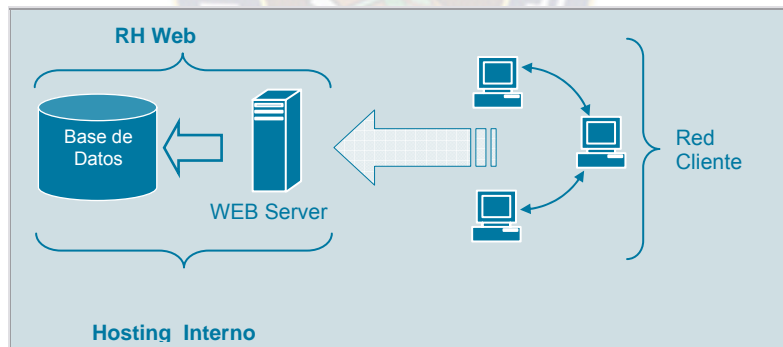 RH Web
Base de
Datos
WEB Server
Red
Cliente
Hosting Interno